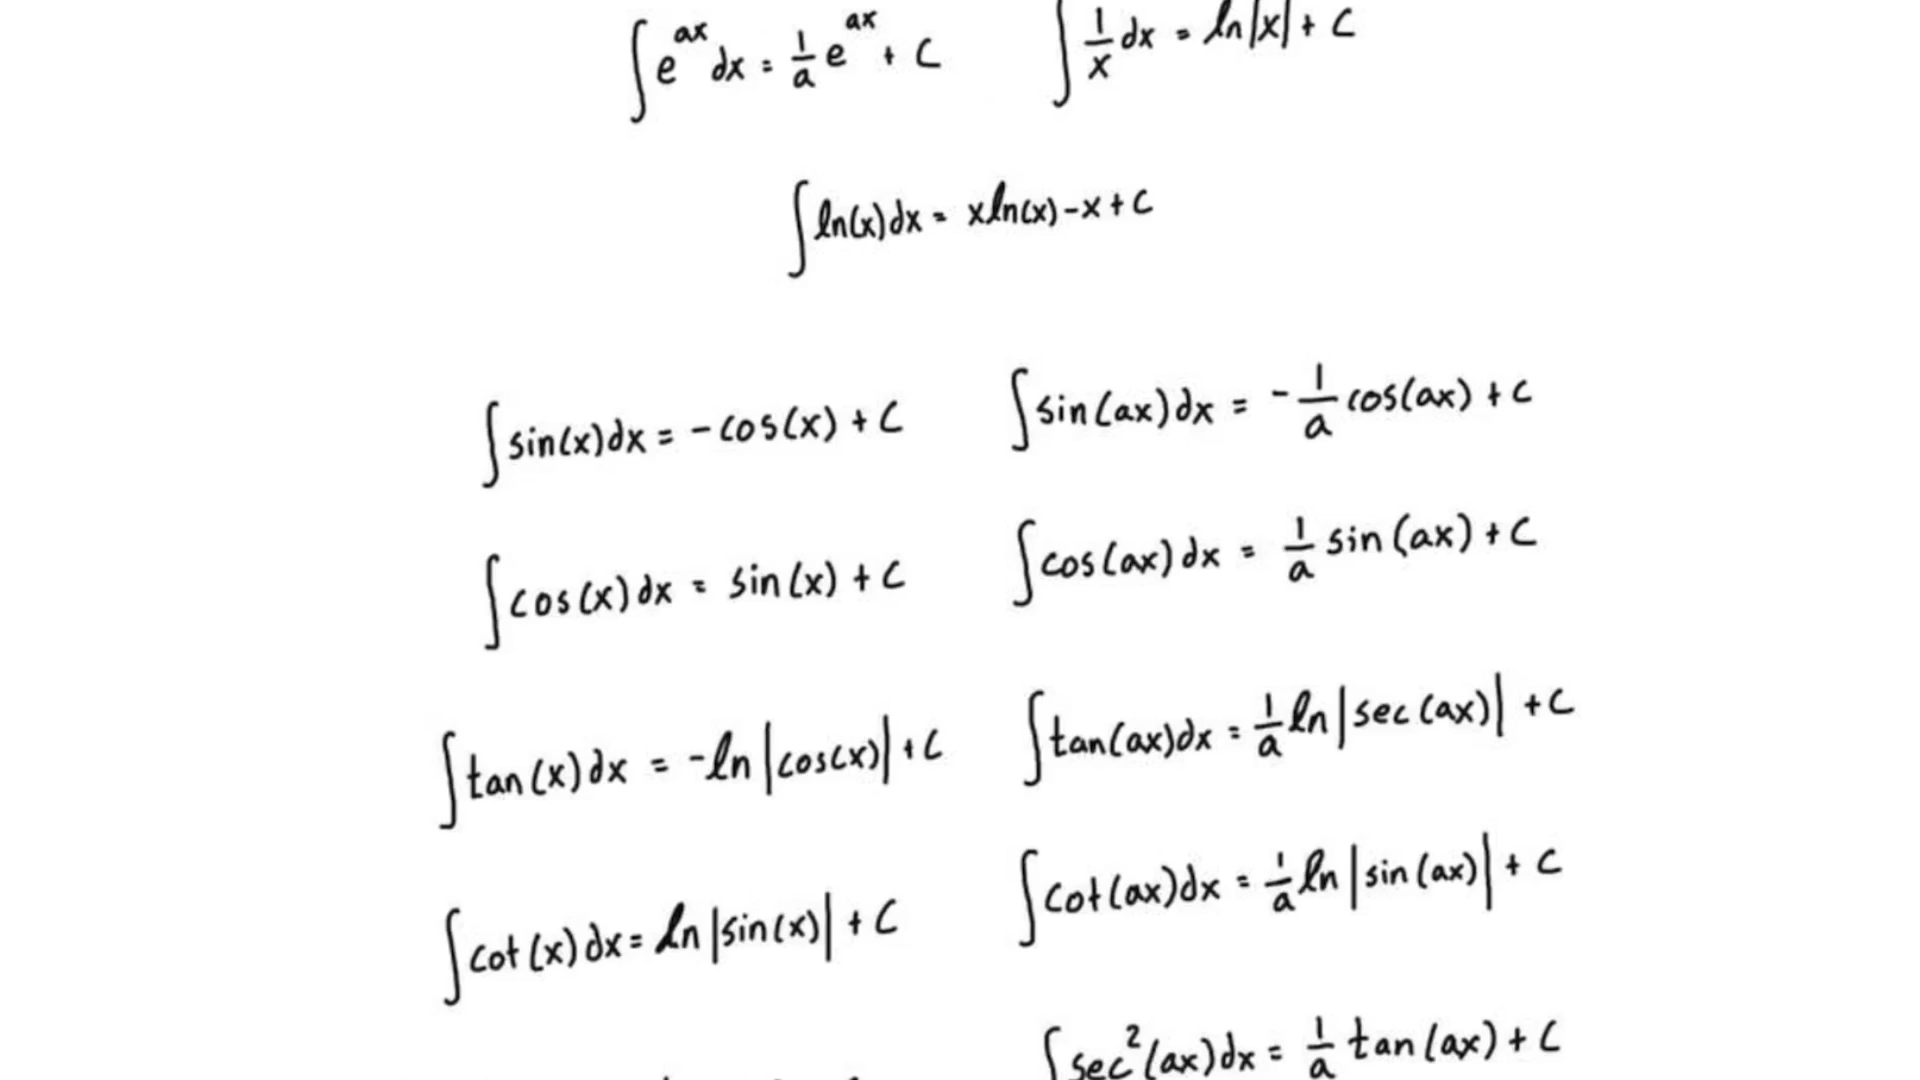 ∫e^{ax}dx = 1/a e^{ax} + C    ∫1/x dx = ln|x| + C
∫ln(x)dx = xln(x)-x+C
∫sin(x)dx = -cos(x) + C    ∫sin(ax)dx = -1/a cos(ax) + C
∫cos(x)dx = sin(x) + C    ∫cos(ax)dx = 1/a sin(ax) + C
∫tan(x)dx = -ln|cos(x)| + C    ∫tan(ax)dx = 1/a ln|sec(ax)| + C
∫cot(x)dx = ln|sin(x)| + C    ∫cot(ax)dx = 1/a ln|sin(ax)| + C
∫sec²(ax)dx = 1/a tan(ax) + C